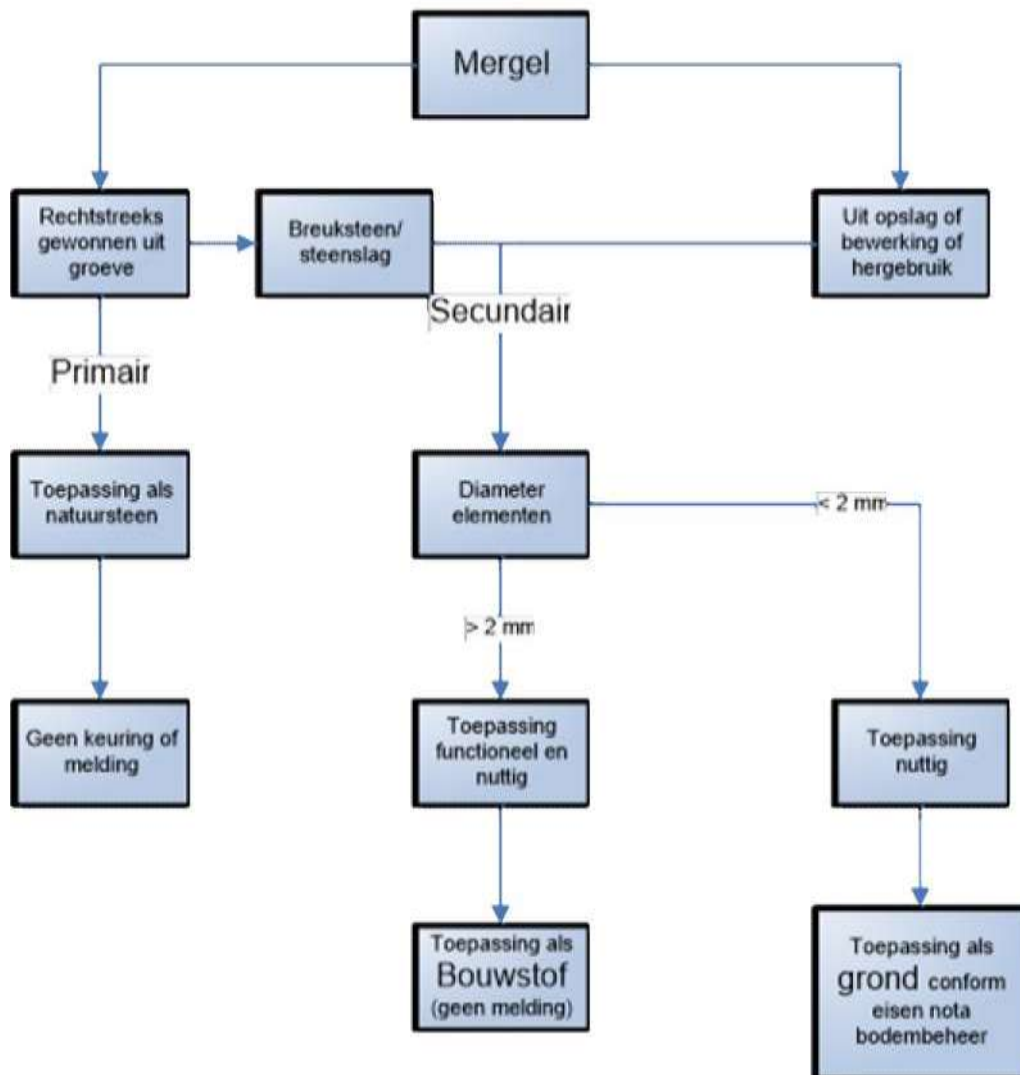 Mergel
Rechtstreeks
gewonnen uit
groeve
Breuksteen/
steenslag
Uit opslag of
bewerking of
hergebruik
Secundair
Primair
Toepassing als
natuursteen
Diameter
elementen
< 2 mm
> 2 mm
Geen keuring of
melding
Toepassing
functioneel en
nuttig
Toepassing
nuttig
Toepassing als
Bouwstof
(geen melding)
Toepassing als
grond conform
eisen nota
bodembeheer